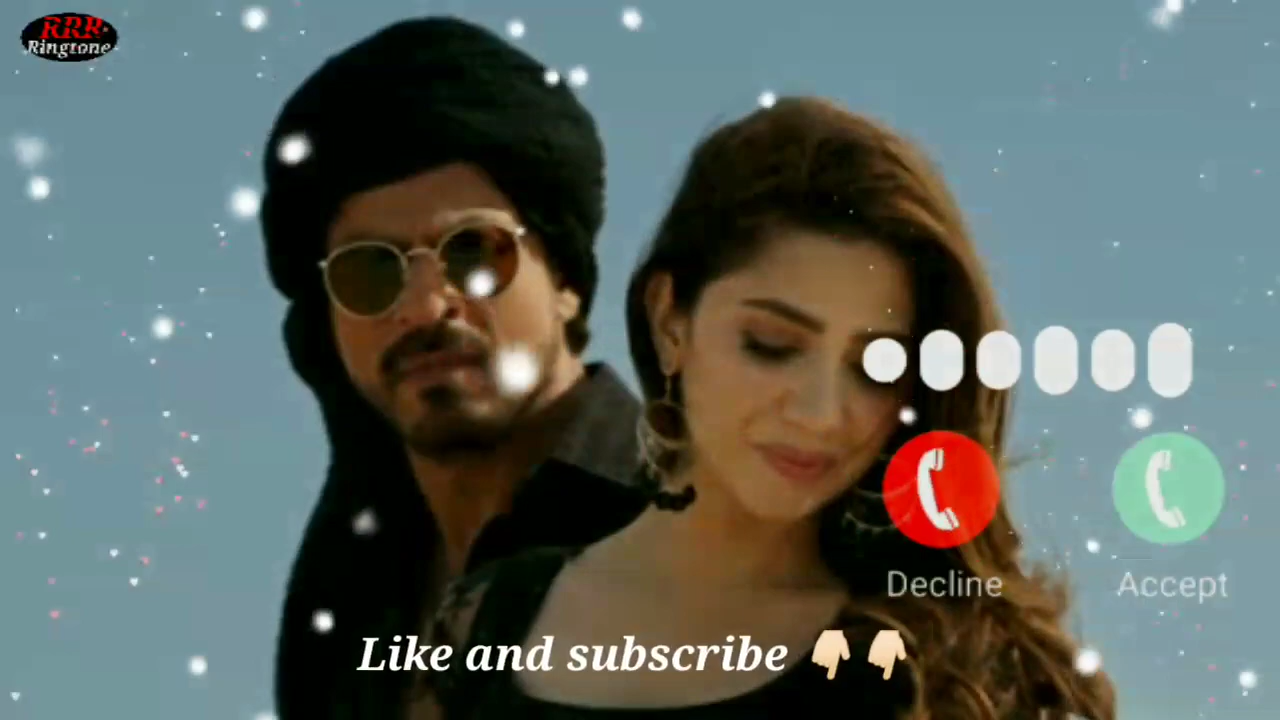 RRR
Ringtone
Decline
Accept
Like and subscribe 👇🏻👇🏻